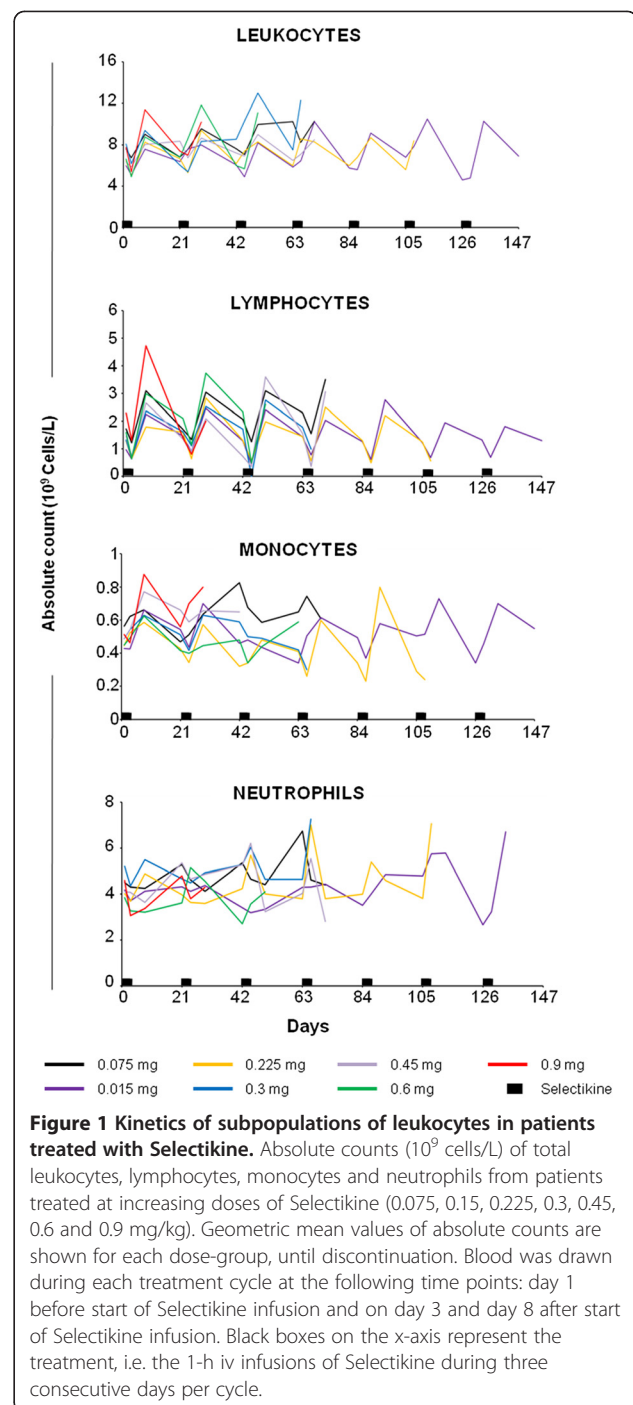 LEUKOCYTES
16
12
8
4
0
0 21 42 63 84 105 126 147
LYMPHOCYTES
6
5
4
3
2
1
0
0 21 42 63 84 105 126 147
Absolute count (10⁹ Cells/L)
MONOCYTES
1
0.8
0.6
0.4
0.2
0
0 21 42 63 84 105 126 147
NEUTROPHILS
8
6
4
2
0
0 21 42 63 84 105 126 147
Days
0.075 mg 0.225 mg 0.45 mg 0.9 mg
0.015 mg 0.3 mg 0.6 mg Selectikine
Figure 1 Kinetics of subpopulations of leukocytes in patients
treated with Selectikine. Absolute counts (10⁹ cells/L) of total
leukocytes, lymphocytes, monocytes and neutrophils from patients
treated at increasing doses of Selectikine (0.075, 0.15, 0.225, 0.3, 0.45,
0.6 and 0.9 mg/kg). Geometric mean values of absolute counts are
shown for each dose-group, until discontinuation. Blood was drawn
during each treatment cycle at the following time points: day 1
before start of Selectikine infusion and on day 3 and day 8 after start
of Selectikine infusion. Black boxes on the x-axis represent the
treatment, i.e. the 1-h iv infusions of Selectikine during three
consecutive days per cycle.